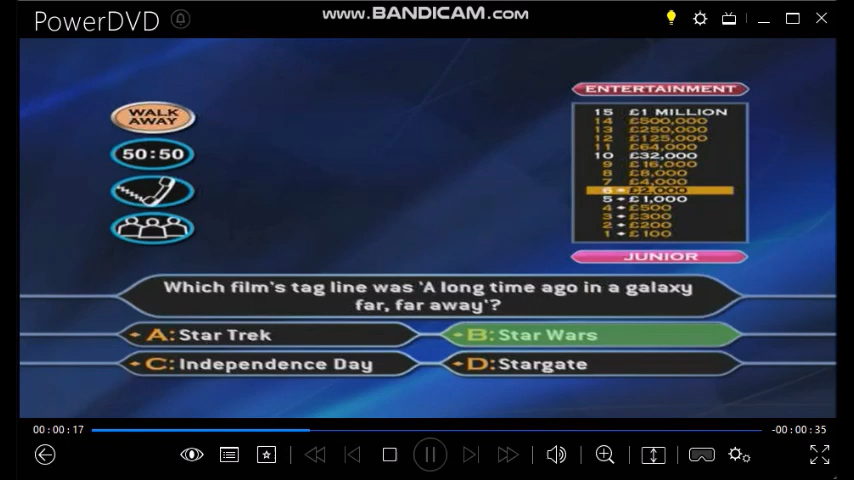 PowerDVD
www.BANDICAM.com
WALK
AWAY
50:50
ENTERTAINMENT
15 £1 MILLION
14 £500,000
13 £250,000
12 £125,000
11 £64,000
10 £32,000
9 £16,000
8 £8,000
7 £4,000
6 £2,000
5 £1,000
4 £500
3 £300
2 £200
1 £100
JUNIOR
Which film's tag line was 'A long time ago in a galaxy
far, far away'?
A: Star Trek
B: Star Wars
C: Independence Day
D: Stargate
00:00:17
-00:00:35